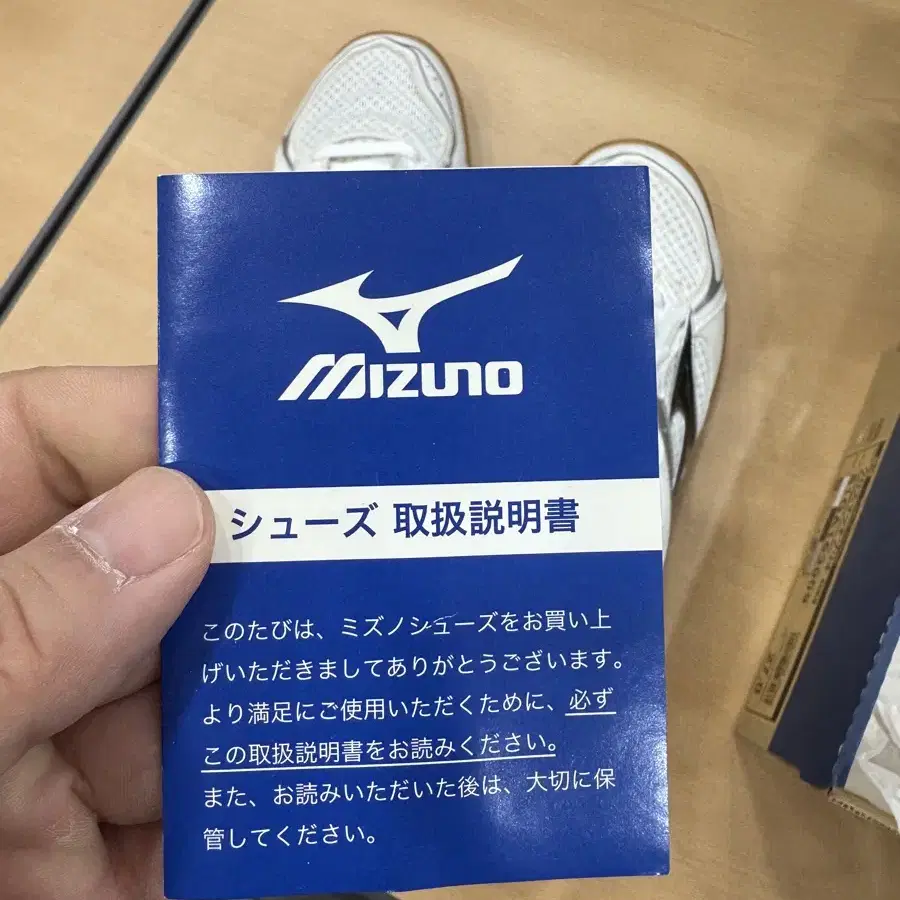 MIZUNO
シューズ 取扱説明書
このたびは、ミズノシューズをお買い上
げいただきましてありがとうございます。
より満足にご使用いただくために、必ず
この取扱説明書をお読みください。
また、お読みいただいた後は、大切に保
管してください。